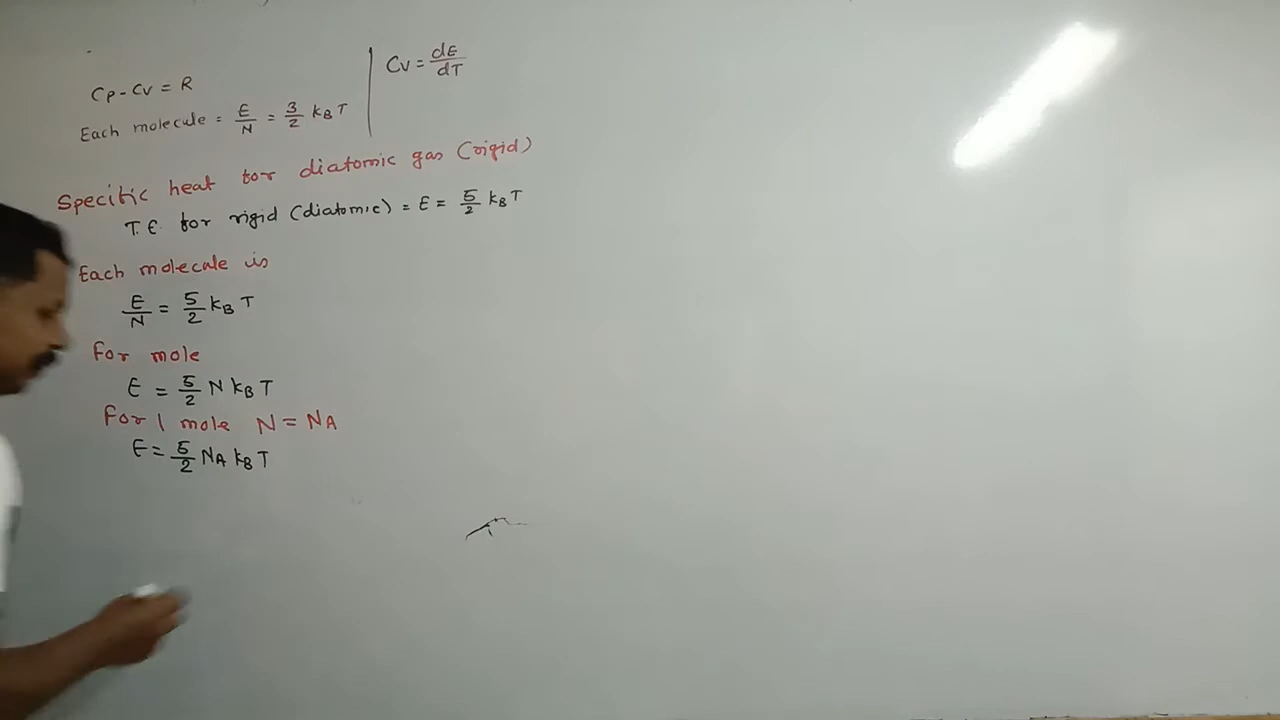 Cp - Cv = R
Each molecule = E/N = 3/2 kB T
Cv = dE/dT
Specific heat for diatomic gas (rigid)
T.E. for rigid (diatomic) = E = 5/2 kB T
Each molecule is
E/N = 5/2 kB T
For mole
E = 5/2 N kB T
For 1 mole N = NA
E = 5/2 NA kB T